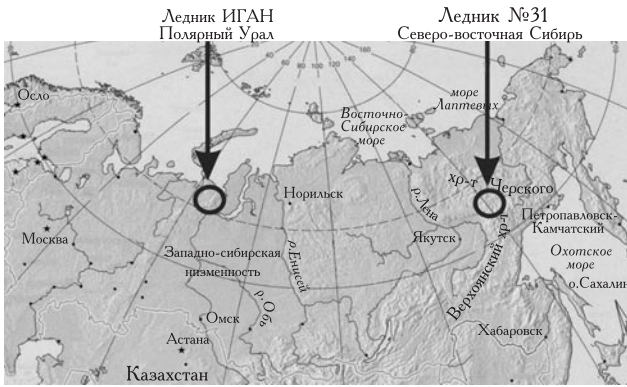 Ледник ИГАН
Полярный Урал
Ледник №31
Северо-восточная Сибирь
Осло
море
Лаптевых
Восточно-
Сибирское
море
хр-т Черского
Норильск
р.Лена
Петропавловск-
Камчатский
Москва
Якутск
Западно-сибирская
низменность
р.Енисей
Верхоянский хр-т
Охотское
море
о.Сахалин
р.Обь
Омск
Хабаровск
Астана
Казахстан